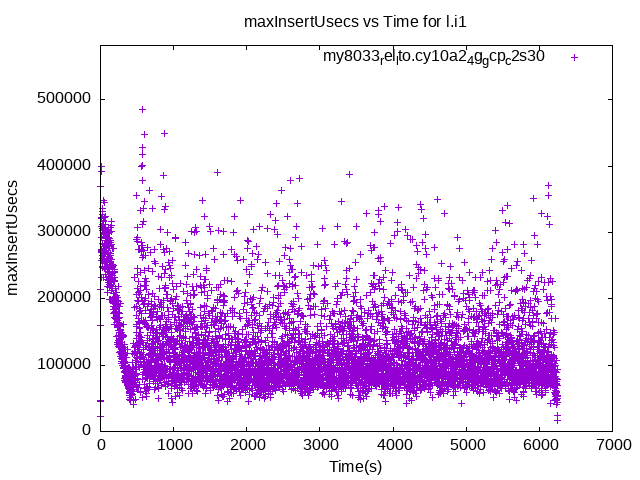 maxInsertUsecs vs Time for l.i1
my8033_rel_lto.cy10a2_4g_gcp_c2s30
500000
400000
300000
200000
100000
0
maxInsertUsecs
0 1000 2000 3000 4000 5000 6000 7000
Time(s)